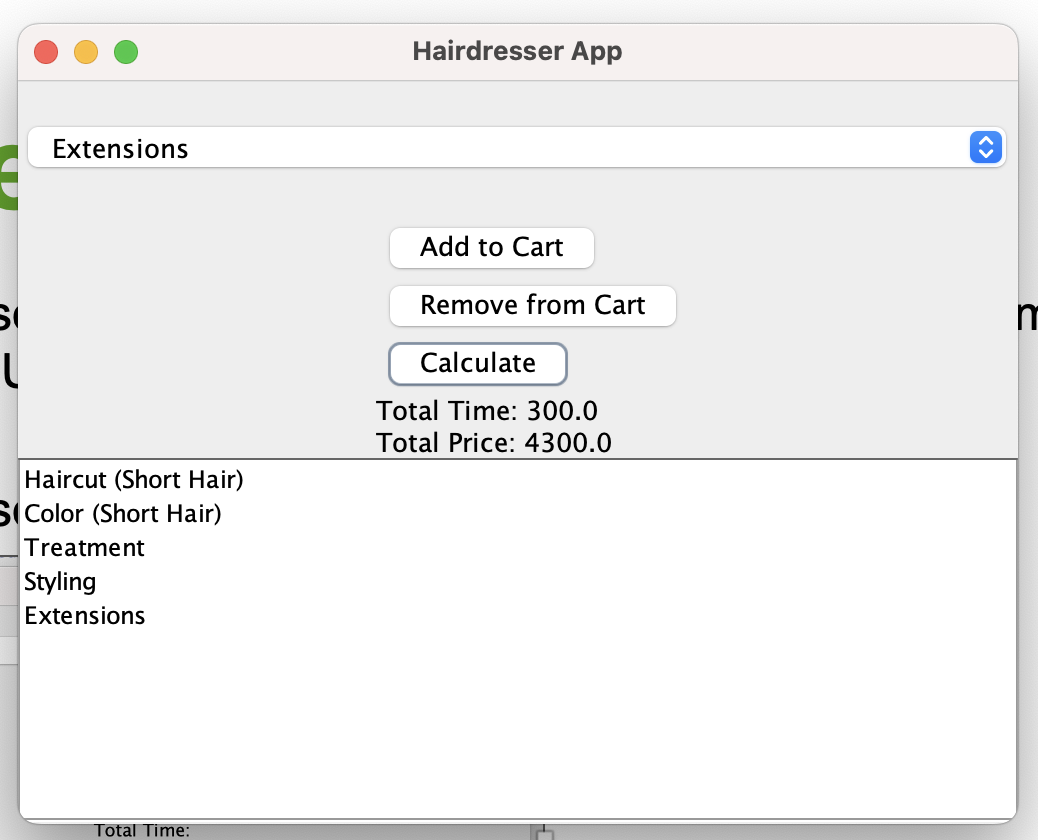 Hairdresser App
Extensions
Add to Cart
Remove from Cart
Calculate
Total Time: 300.0
Total Price: 4300.0
Haircut (Short Hair)
Color (Short Hair)
Treatment
Styling
Extensions
Total Time: